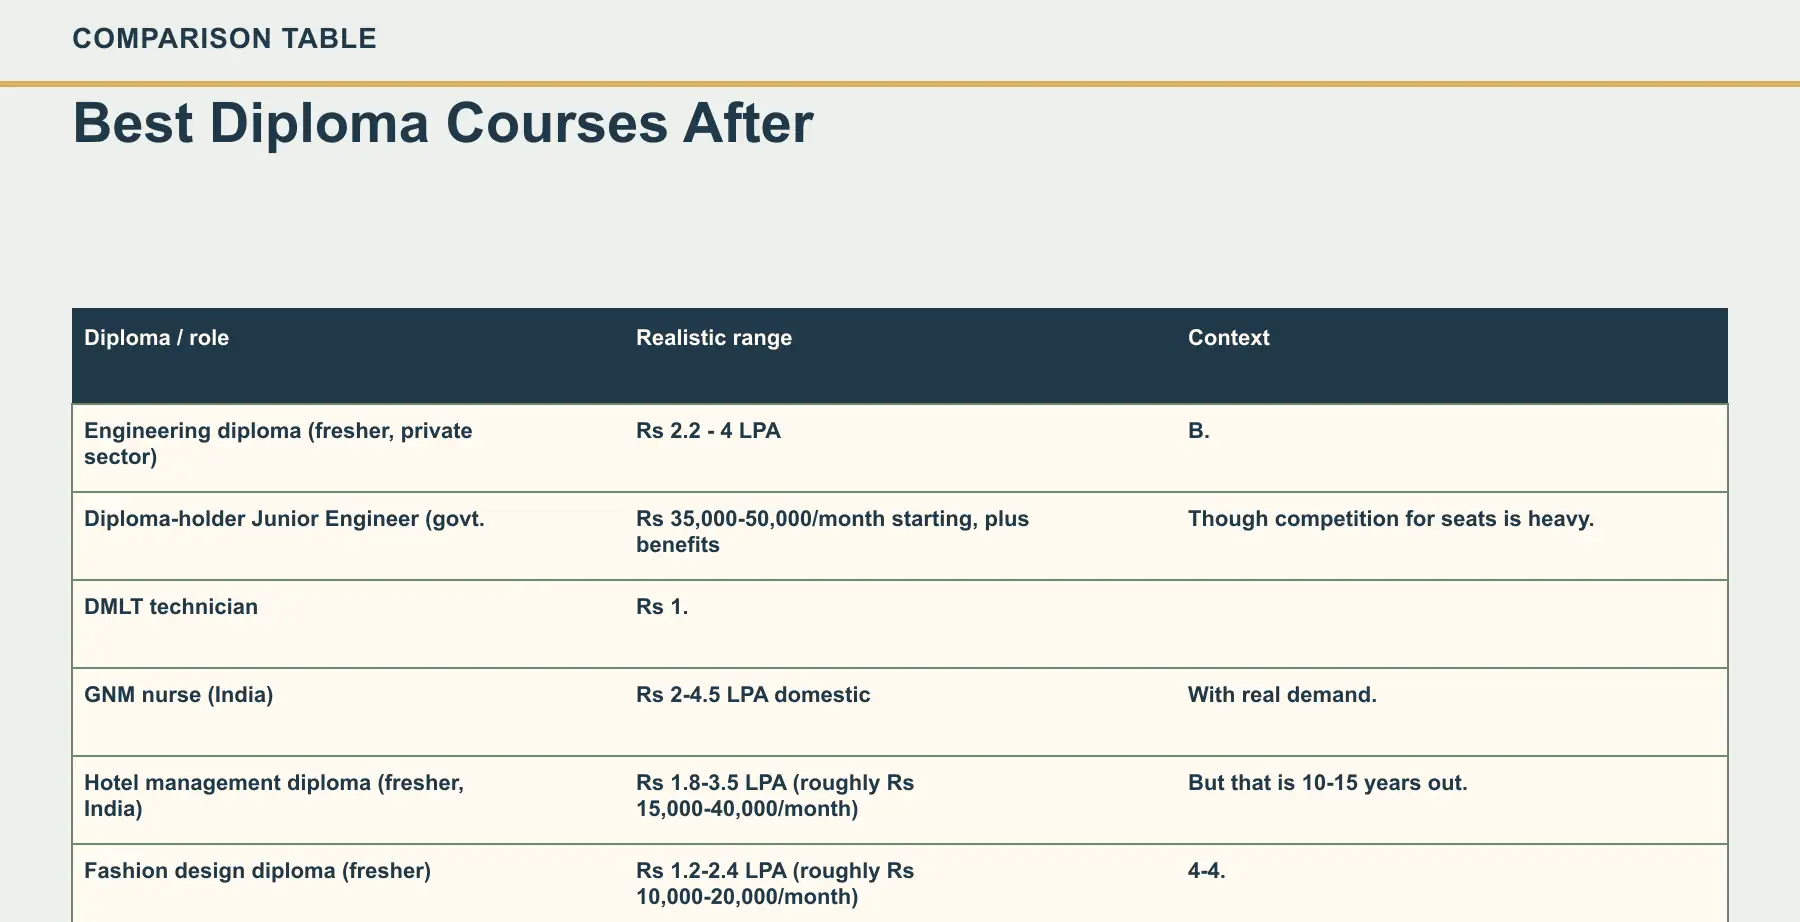 COMPARISON TABLE
Best Diploma Courses After
Diploma / role
Realistic range
Context
Engineering diploma (fresher, private
sector)
Rs 2.2 - 4 LPA
B.
Diploma-holder Junior Engineer (govt.
Rs 35,000-50,000/month starting, plus
benefits
Though competition for seats is heavy.
DMLT technician
Rs 1.
GNM nurse (India)
Rs 2-4.5 LPA domestic
With real demand.
Hotel management diploma (fresher,
India)
Rs 1.8-3.5 LPA (roughly Rs
15,000-40,000/month)
But that is 10-15 years out.
Fashion design diploma (fresher)
Rs 1.2-2.4 LPA (roughly Rs
10,000-20,000/month)
4-4.